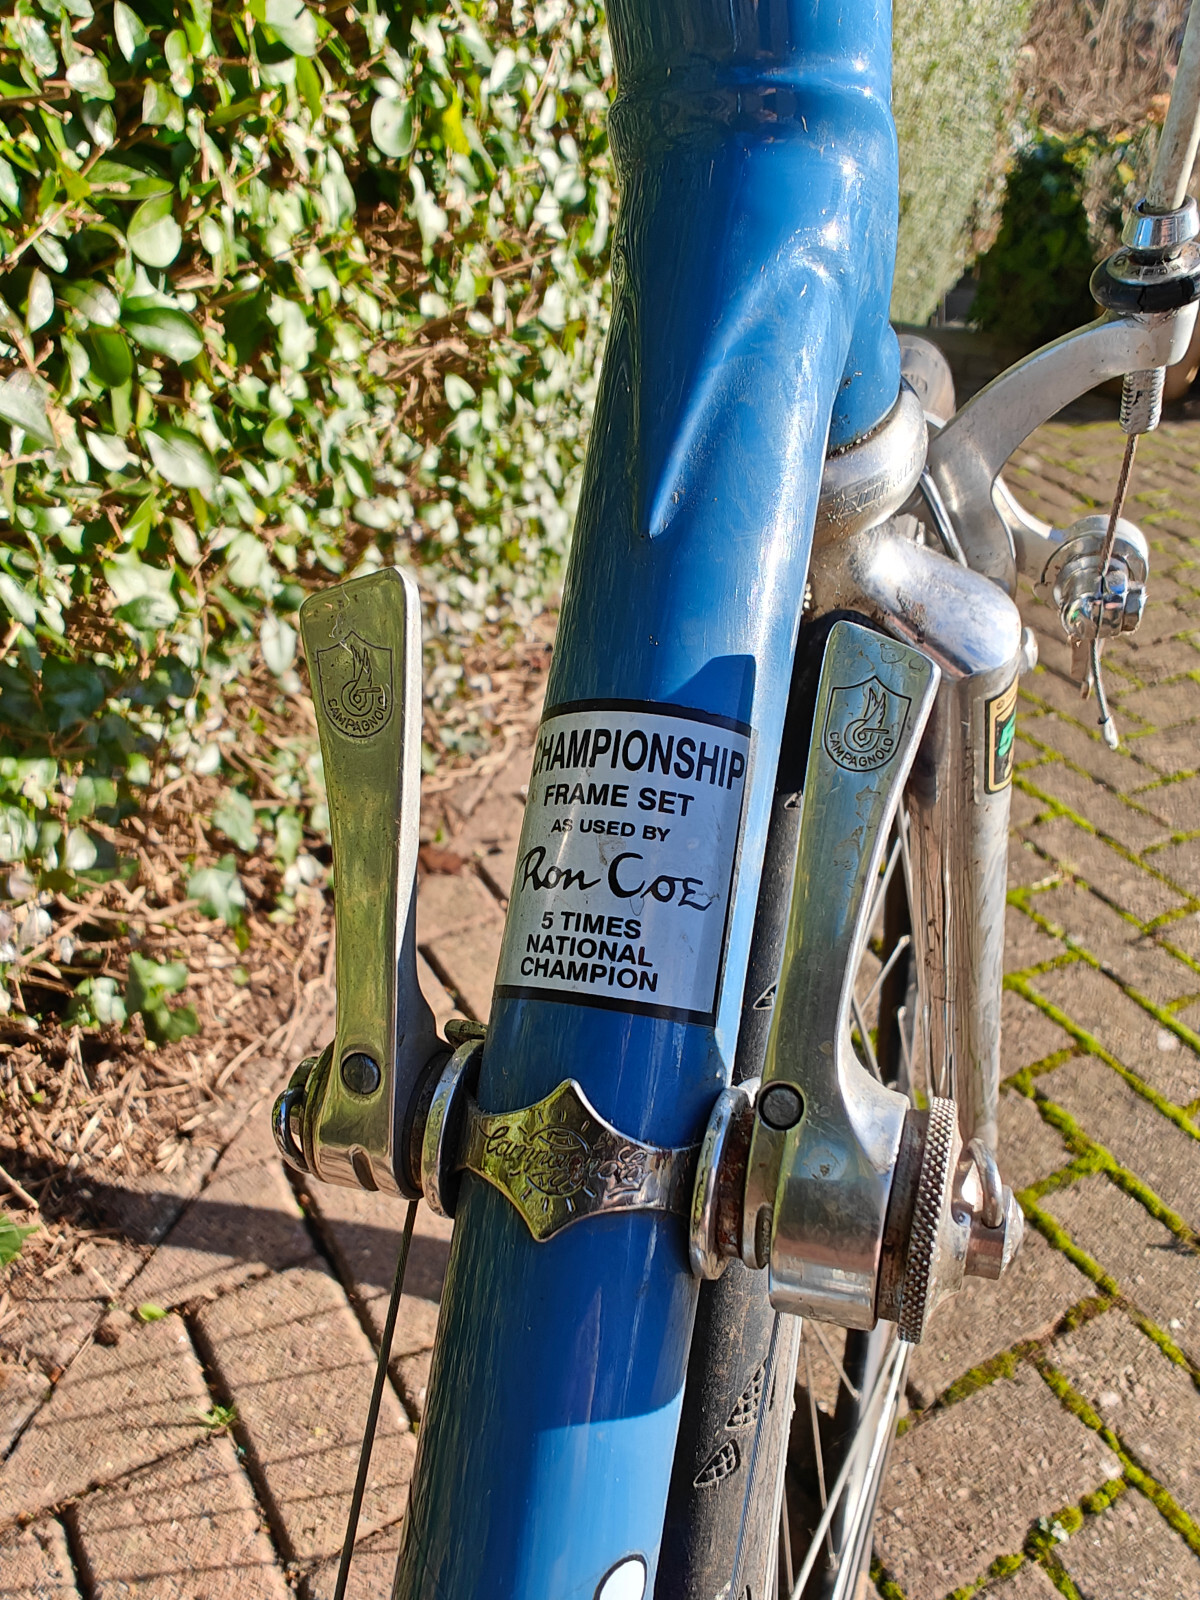 CHAMPIONSHIP
FRAME SET
AS USED BY
Ron Coe
5 TIMES
NATIONAL
CHAMPION
CAMPAGNOLO
CAMPAGNOLO
Campagnolo